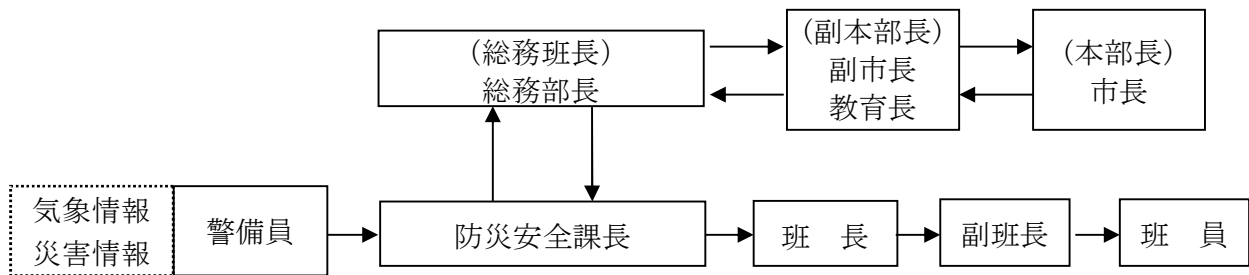 (総務班長)
総務部長
(副本部長)
副市長
教育長
(本部長)
市長
気象情報
災害情報
警備員
防災安全課長
班　長
副班長
班　員